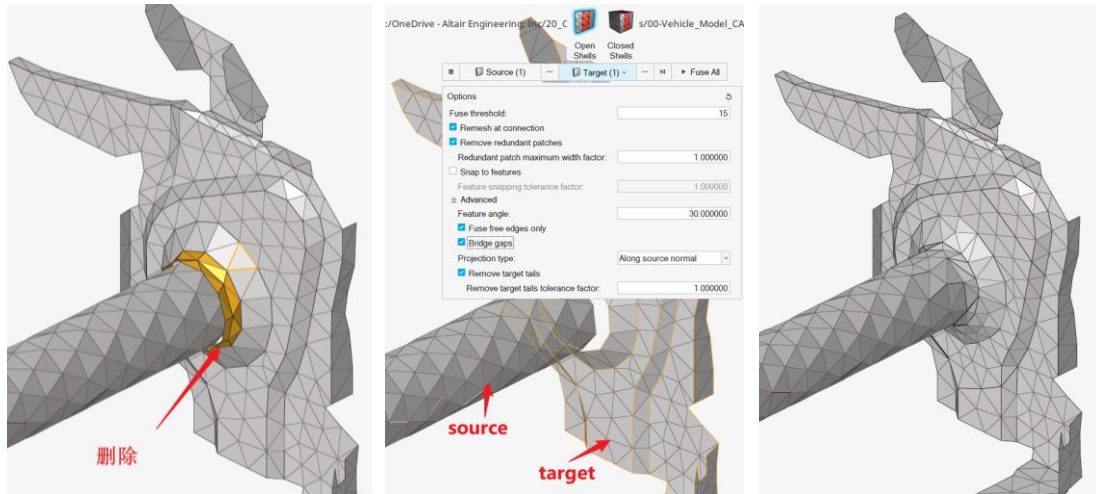 :/OneDrive - Altair Engineering, Inc/20_C
s/00-Vehicle_Model_CA
Open Shells
Closed Shells
Source (1)
Target (1)
Fuse All
Options
Fuse threshold: 15
Remesh at connection
Remove redundant patches
Redundant patch maximum width factor: 1.000000
Snap to features
Feature snapping tolerance factor: 1.000000
Advanced
Feature angle: 30.000000
Fuse free edges only
Bridge gaps
Projection type: Along source normal
Remove target tails
Remove target tails tolerance factor: 1.000000
删除
source
target